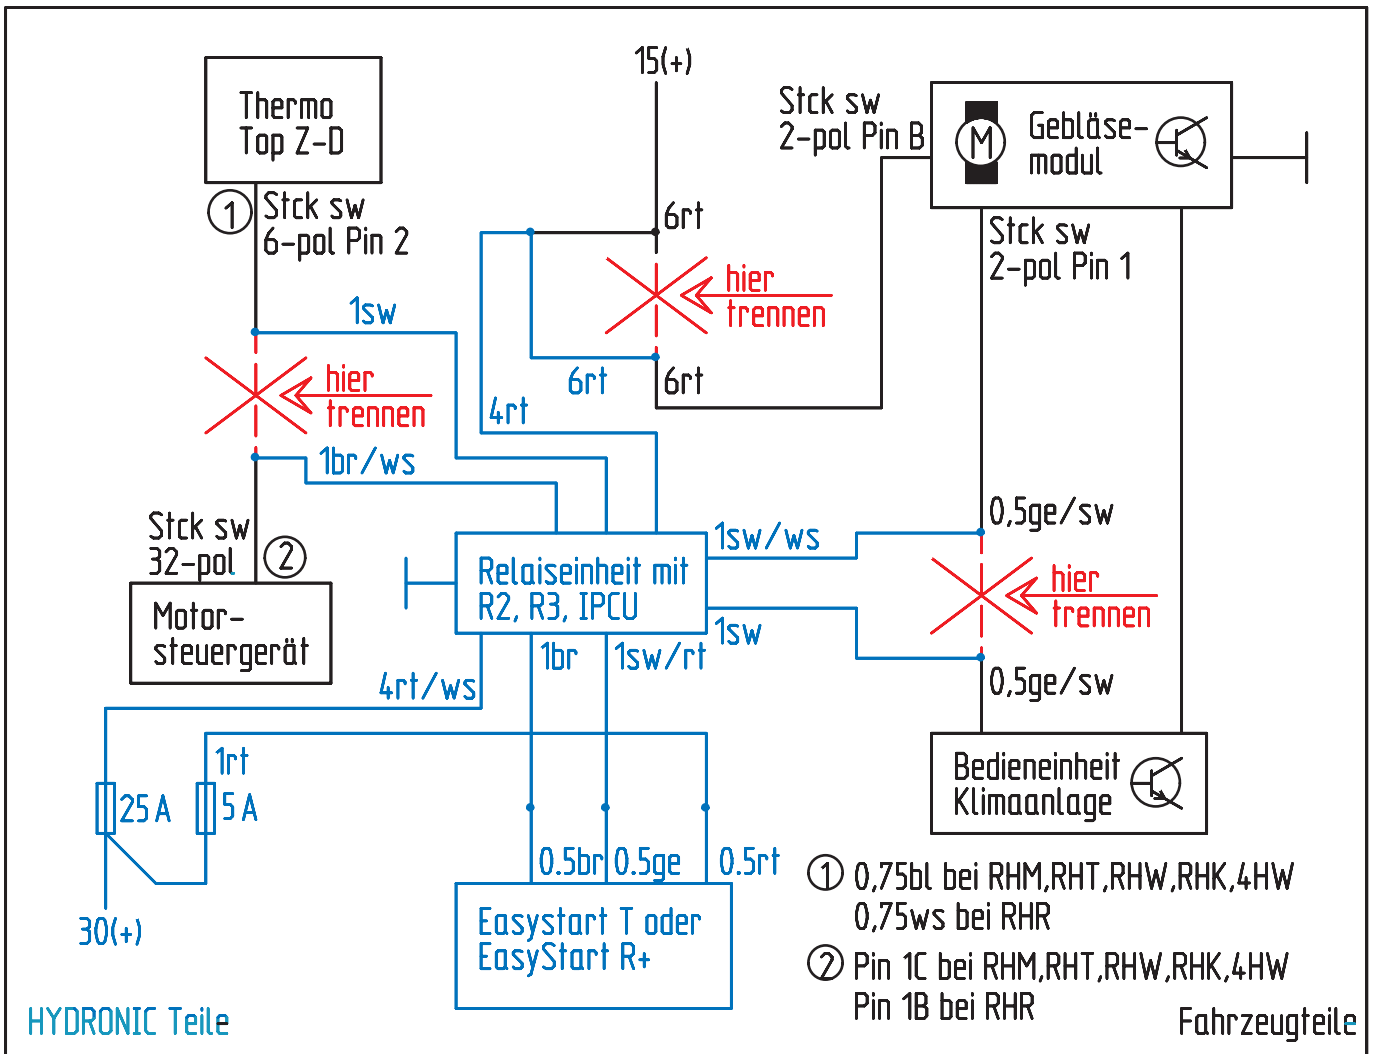 Thermo
Top Z-D
1
Stck sw
6-pol Pin 2
15(+)
Stck sw
2-pol Pin B
M
Gebläse-
modul
6rt
Stck sw
2-pol Pin 1
hier
trennen
1sw
6rt
6rt
hier
trennen
4rt
1br/ws
Stck sw
32-pol
2
0,5ge/sw
1sw/ws
Relaiseinheit mit
R2, R3, IPCU
hier
trennen
Motor-
steuergerät
1sw
1br
1sw/rt
4rt/ws
0,5ge/sw
1rt
25 A
5 A
Bedieneinheit
Klimaanlage
0.5br
0.5ge
0.5rt
1 0,75bl bei RHM,RHT,RHW,RHK,4HW
0,75ws bei RHR
30(+)
Easystart T oder
EasyStart R+
2 Pin 1C bei RHM,RHT,RHW,RHK,4HW
Pin 1B bei RHR
HYDRONIC Teile
Fahrzeugteile